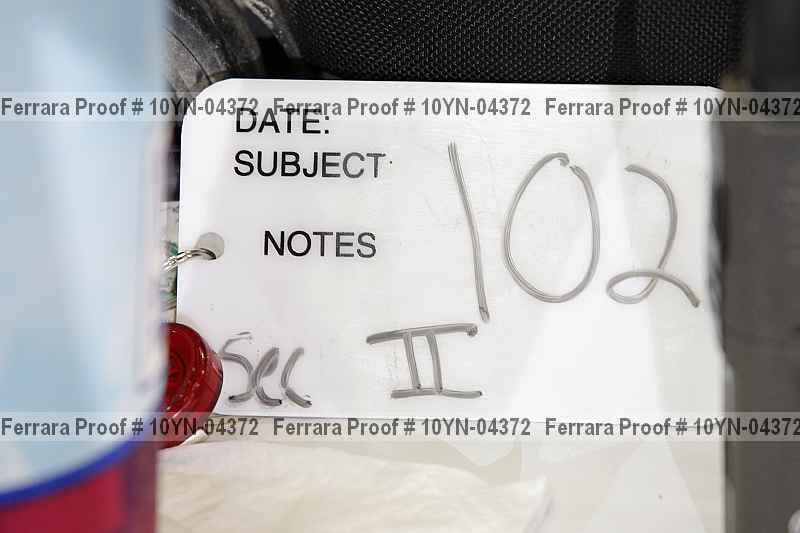 Ferrara Proof # 10YN-04372 Ferrara Proof # 10YN-04372 Ferrara Proof # 10YN-04372
DATE:
SUBJECT
102
NOTES
Sec II
Ferrara Proof # 10YN-04372 Ferrara Proof # 10YN-04372 Ferrara Proof # 10YN-04372